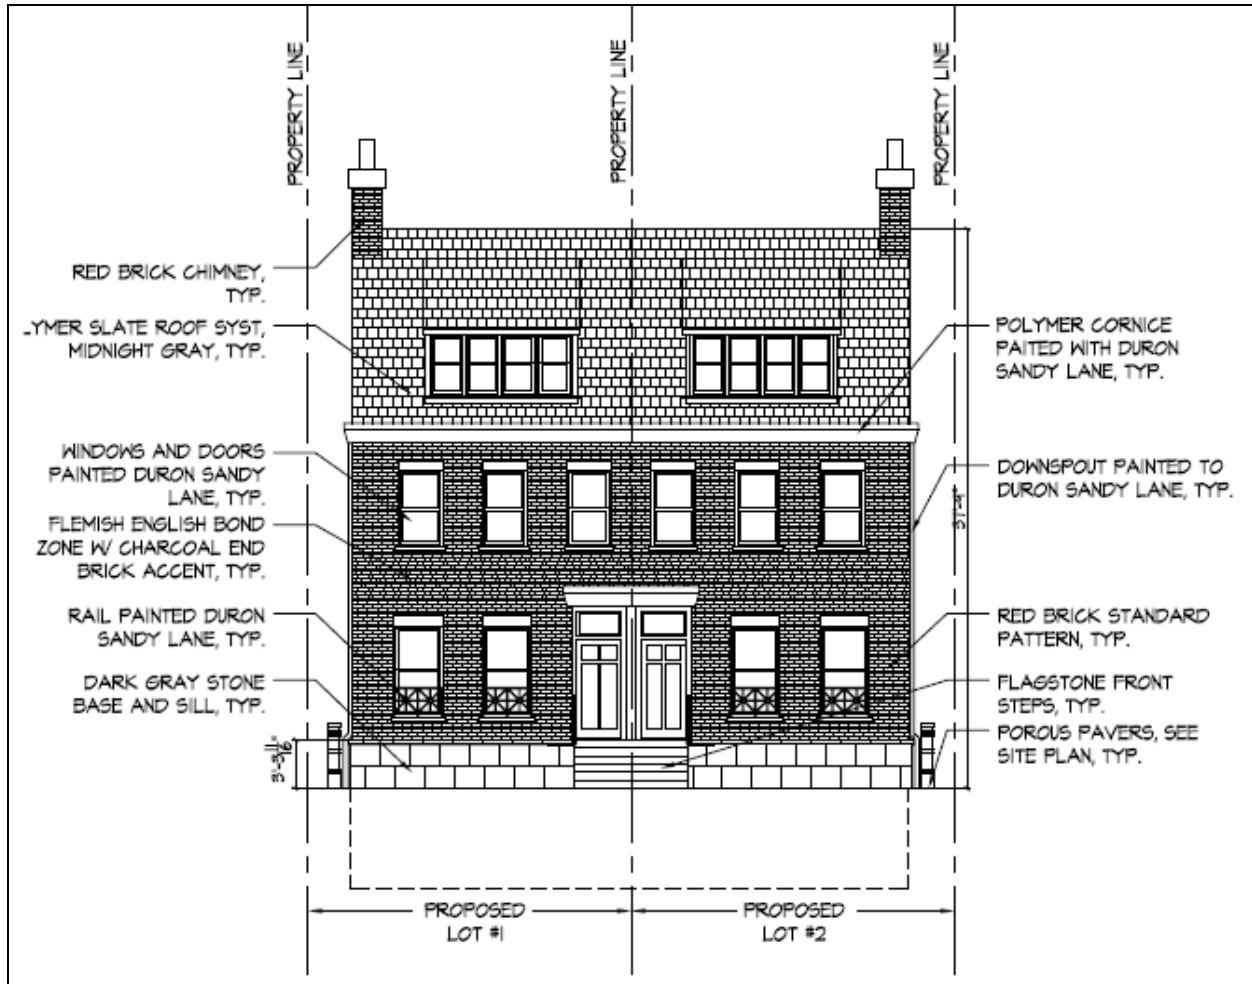 PROPERTY LINE
PROPERTY LINE
PROPERTY LINE
RED BRICK CHIMNEY,
TYP.
YMER SLATE ROOF SYST,
MIDNIGHT GRAY, TYP.
WINDOWS AND DOORS
PAINTED DURON SANDY
LANE, TYP.
FLEMISH ENGLISH BOND
ZONE W/ CHARCOAL END
BRICK ACCENT, TYP.
RAIL PAINTED DURON
SANDY LANE, TYP.
DARK GRAY STONE
BASE AND SILL, TYP.
3'-3 11/16"
POLYMER CORNICE
PAITED WITH DURON
SANDY LANE, TYP.
DOWNSPOUT PAINTED TO
DURON SANDY LANE, TYP.
RED BRICK STANDARD
PATTERN, TYP.
FLAGSTONE FRONT
STEPS, TYP.
POROUS PAVERS, SEE
SITE PLAN, TYP.
PROPOSED
LOT #1
PROPOSED
LOT #2